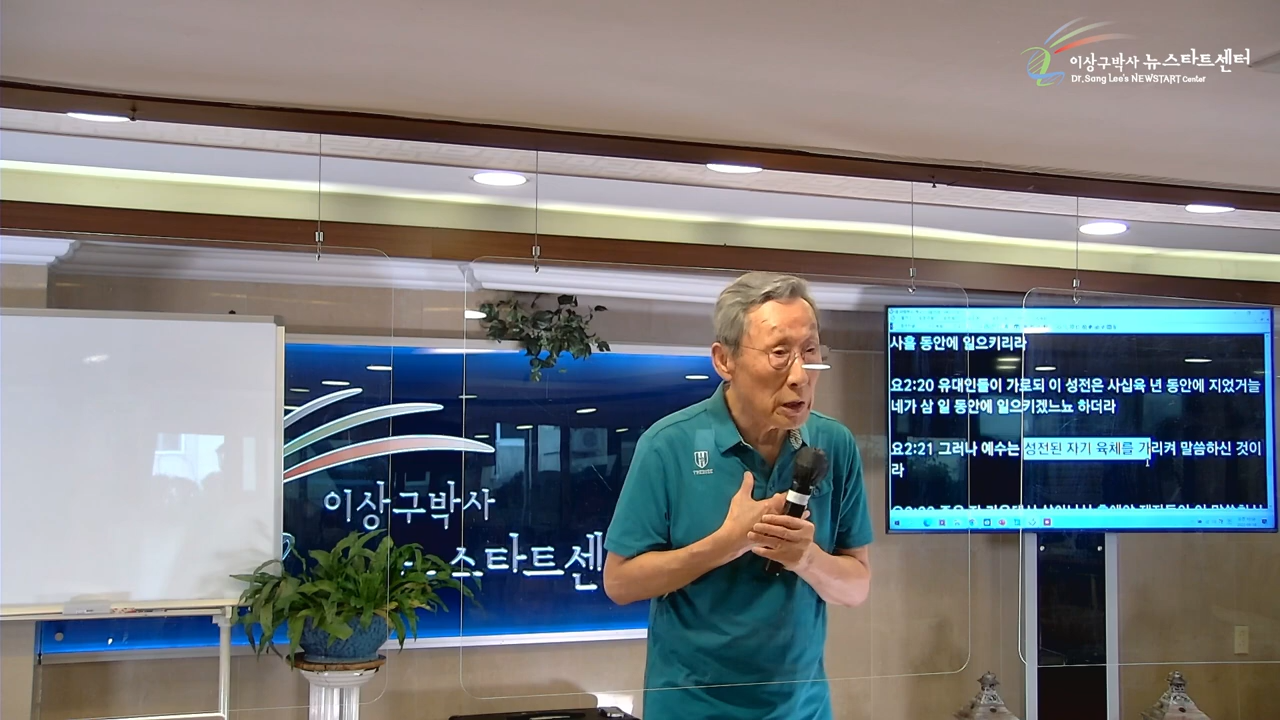 이상구박사 뉴스타트센터
Dr. Sang Lee's NEWSTART Center
사흘 동안에 일으키리라
요2:20 유대인들이 가로되 이 성전은 사십육 년 동안에 지었거늘
네가 삼 일 동안에 일으키겠느뇨 하더라
요2:21 그러나 예수는 성전된 자기 육체를 가리켜 말씀하신 것이
라
이상구박사
스타트센